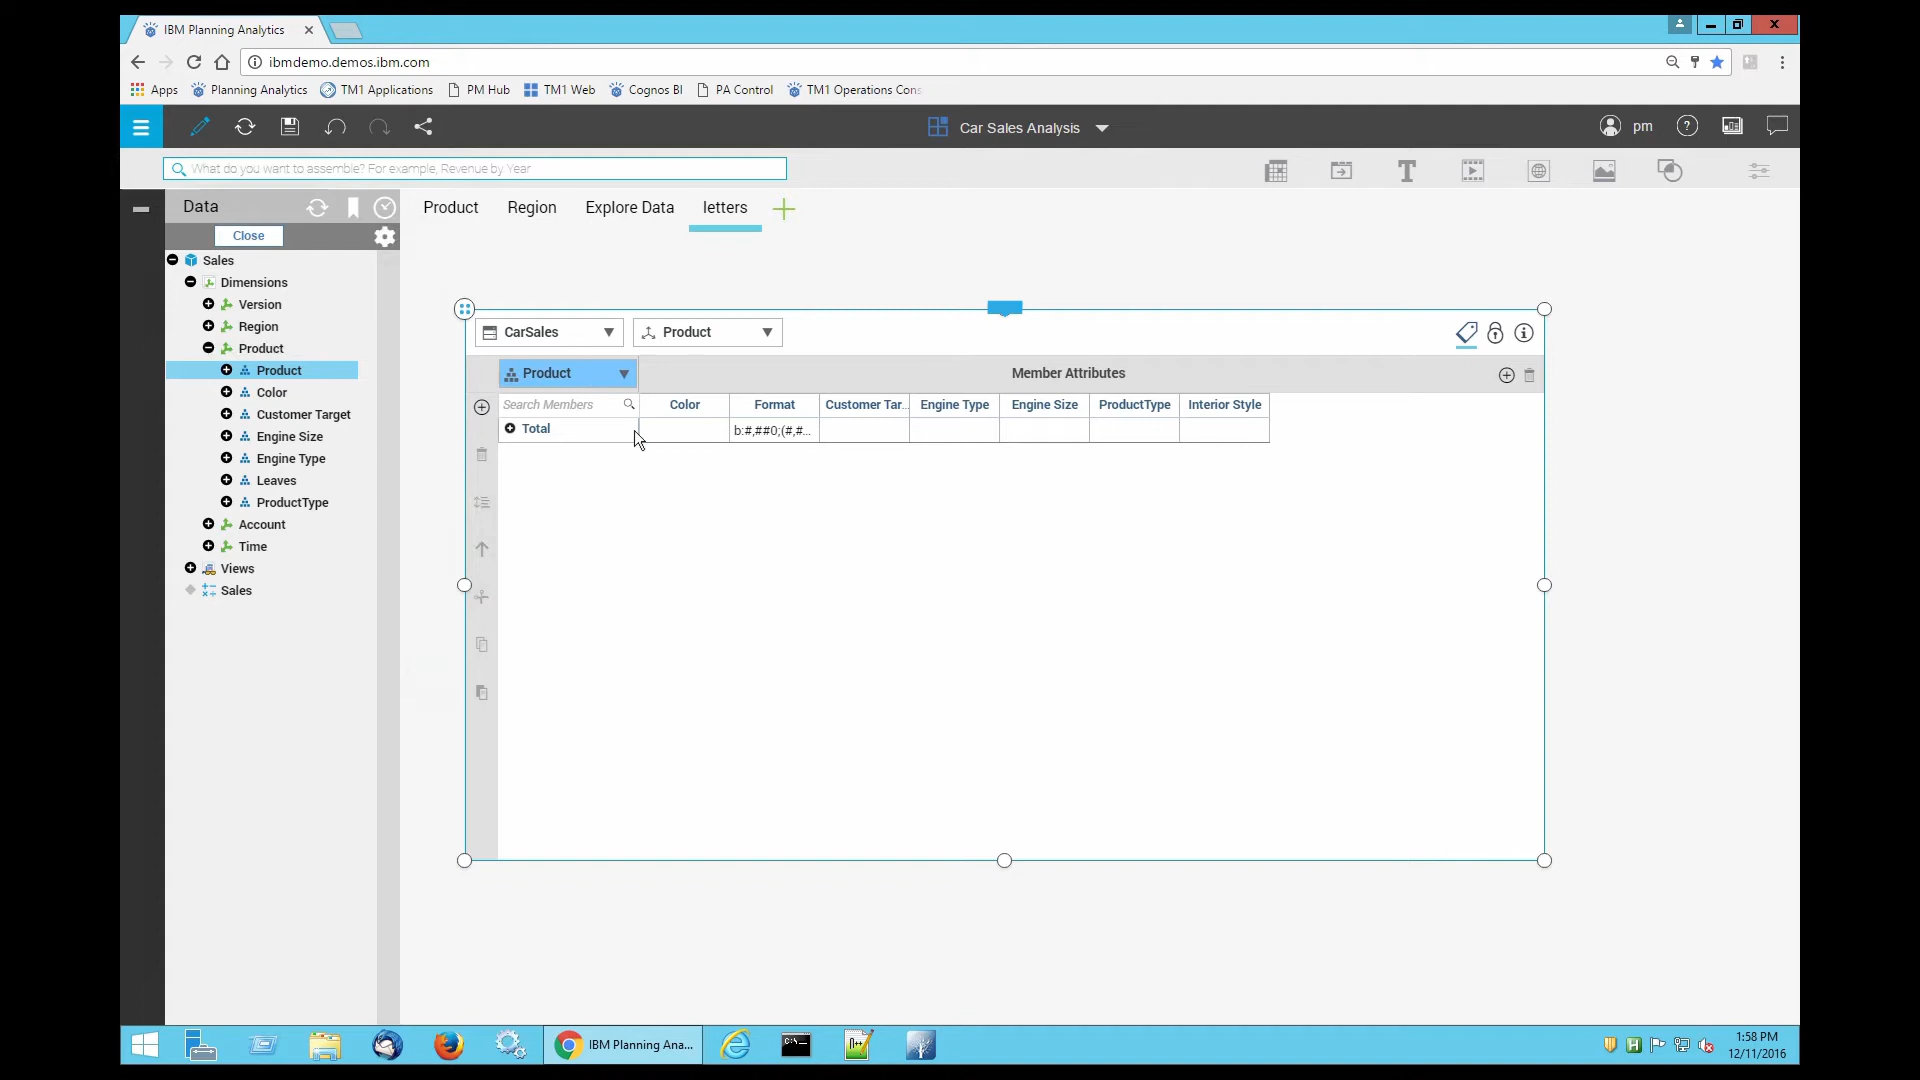 IBM Planning Analytics
ibmdemo.demos.ibm.com
Apps Planning Analytics TM1 Applications PM Hub TM1 Web Cognos BI PA Control TM1 Operations Cons
Car Sales Analysis
pm
What do you want to assemble? For example, Revenue by Year
Data
Close
Sales
Dimensions
Version
Region
Product
Product
Color
Customer Target
Engine Size
Engine Type
Leaves
ProductType
Account
Time
Views
Sales
Product Region Explore Data letters
CarSales Product
Product Member Attributes
Search Members Color Format Customer Tar... Engine Type Engine Size ProductType Interior Style
Total b:#,##0;(#,#...
IBM Planning Ana...
1:58 PM
12/11/2016